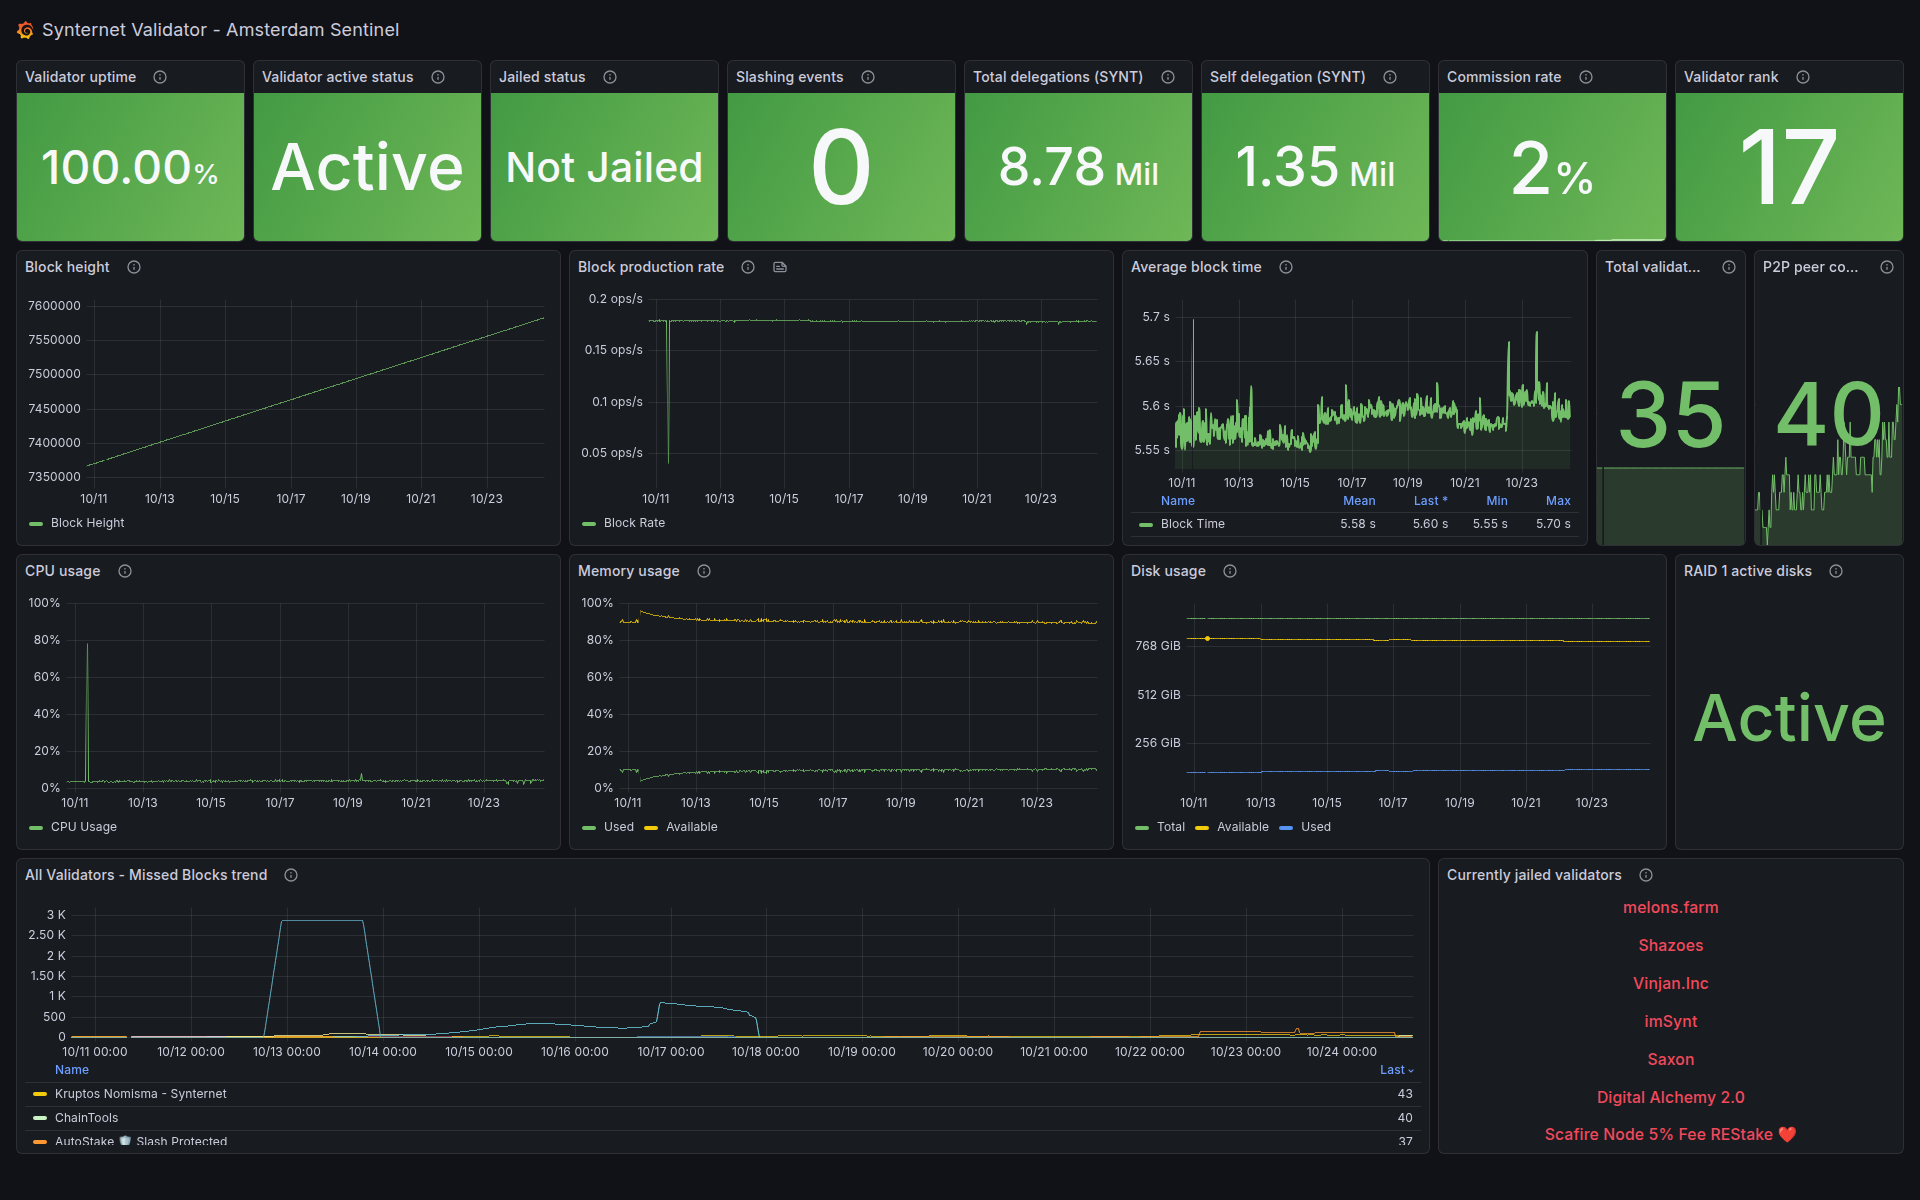 Synternet Validator - Amsterdam Sentinel
Validator uptime
100.00%
Validator active status
Active
Jailed status
Not Jailed
Slashing events
0
Total delegations (SYNT)
8.78 Mil
Self delegation (SYNT)
1.35 Mil
Commission rate
2%
Validator rank
17
Block height
7600000
7550000
7500000
7450000
7400000
7350000
10/11 10/13 10/15 10/17 10/19 10/21 10/23
Block Height
Block production rate
0.2 ops/s
0.15 ops/s
0.1 ops/s
0.05 ops/s
10/11 10/13 10/15 10/17 10/19 10/21 10/23
Block Rate
Average block time
5.7 s
5.65 s
5.6 s
5.55 s
10/11 10/13 10/15 10/17 10/19 10/21 10/23
Name Mean Last * Min Max
Block Time 5.58 s 5.60 s 5.55 s 5.70 s
Total validat...
35
P2P peer co...
40
CPU usage
100%
80%
60%
40%
20%
0%
10/11 10/13 10/15 10/17 10/19 10/21 10/23
CPU Usage
Memory usage
100%
80%
60%
40%
20%
0%
10/11 10/13 10/15 10/17 10/19 10/21 10/23
Used Available
Disk usage
768 GiB
512 GiB
256 GiB
10/11 10/13 10/15 10/17 10/19 10/21 10/23
Total Available Used
RAID 1 active disks
Active
All Validators - Missed Blocks trend
3 K
2.50 K
2 K
1.50 K
1 K
500
0
10/11 00:00 10/12 00:00 10/13 00:00 10/14 00:00 10/15 00:00 10/16 00:00 10/17 00:00 10/18 00:00 10/19 00:00 10/20 00:00 10/21 00:00 10/22 00:00 10/23 00:00 10/24 00:00
Name Last
Kruptos Nomisma - Synternet 43
ChainTools 40
AutoStake 🛡️ Slash Protected 37
Currently jailed validators
melons.farm
Shazoes
Vinjan.Inc
imSynt
Saxon
Digital Alchemy 2.0
Scafire Node 5% Fee REStake ❤️